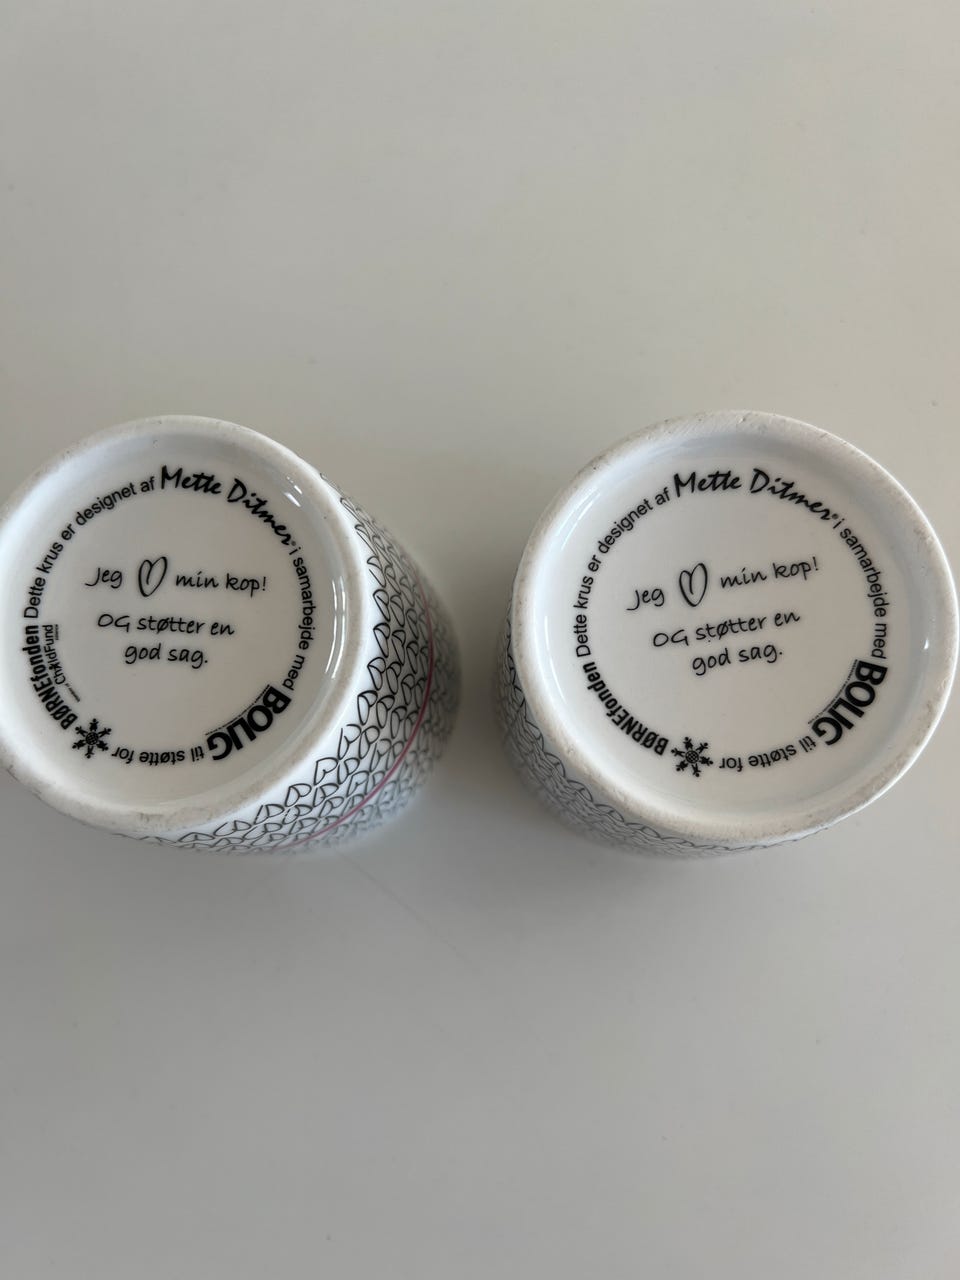 Dette krus er designet af Mette Ditmer® i samarbejde med BOLIG til støtte for BØRNEfonden
ChildFund
Jeg min kop!
OG støtter en
god sag.
Dette krus er designet af Mette Ditmer® i samarbejde med BOLIG til støtte for BØRNEfonden
Jeg min kop!
OG støtter en
god sag.